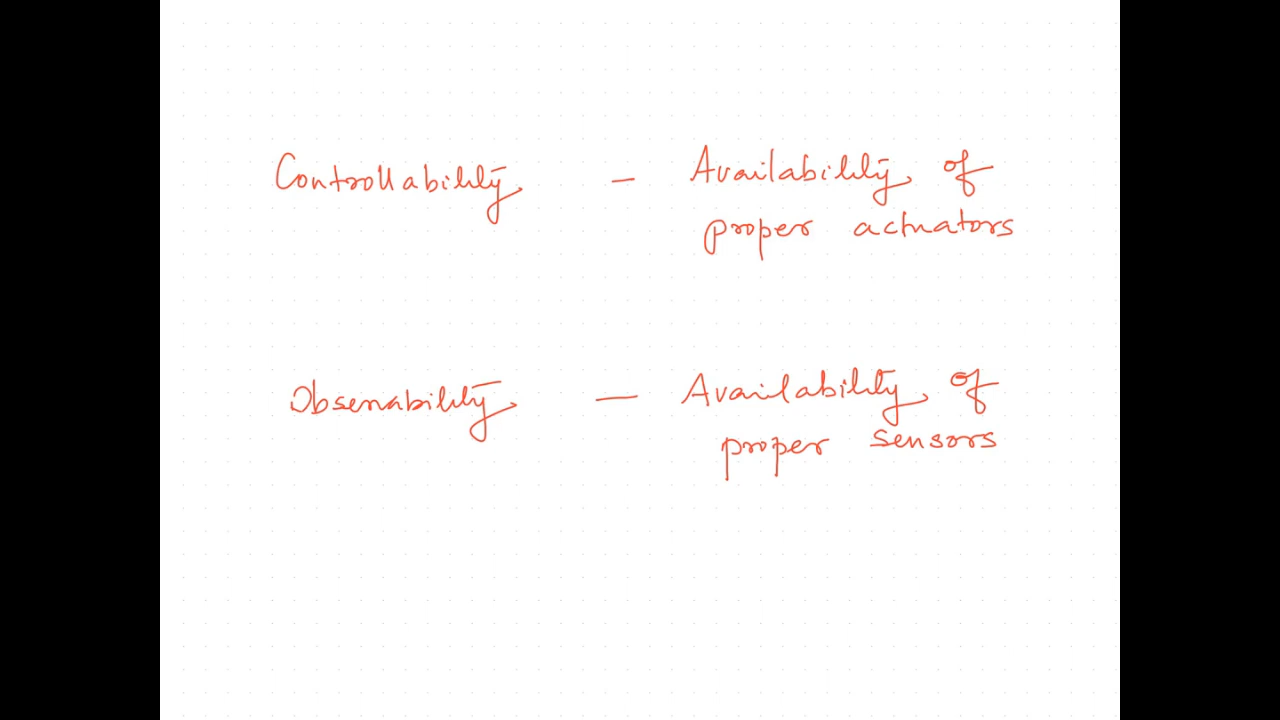 Controllability - Availability of
proper actuators
Observability - Availability of
proper sensors